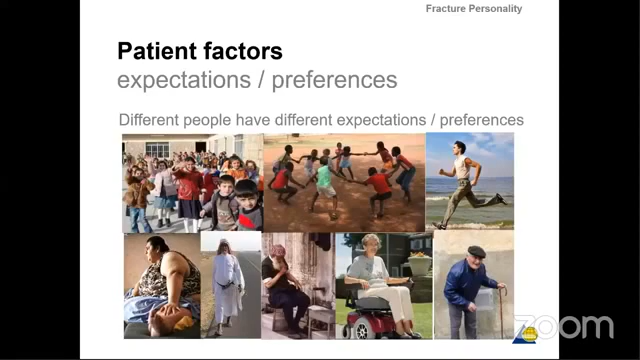 Fracture Personality
Patient factors
expectations / preferences
Different people have different expectations / preferences
zoom